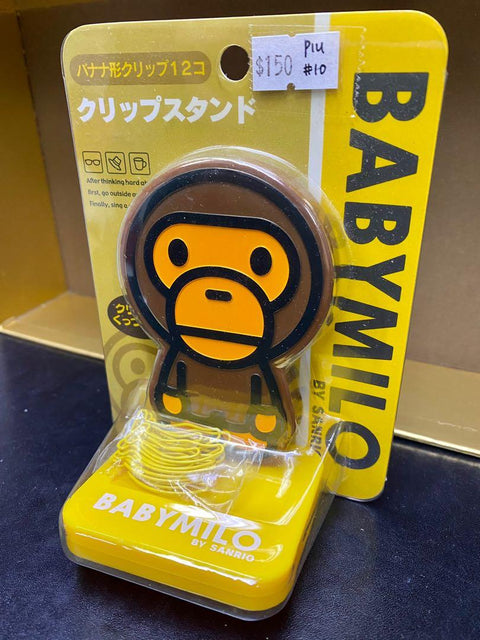 バナナ形クリップ12コ
クリップスタンド
$150
PIU
#10
After thinking hard
first, go outside
Finally, sing a
BABYMILO
BY SANRIO
BABYMILO
BY SANRIO